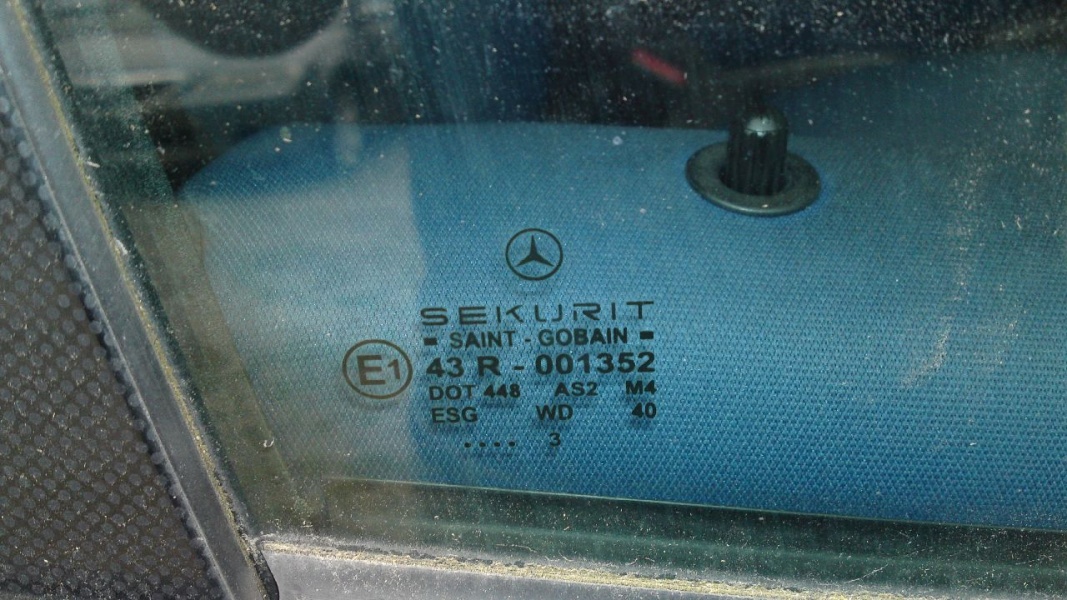 SEKURIT
SAINT - GOBAIN
E1 43 R - 001352
DOT 448 AS2 M4
ESG WD 40
.... 3